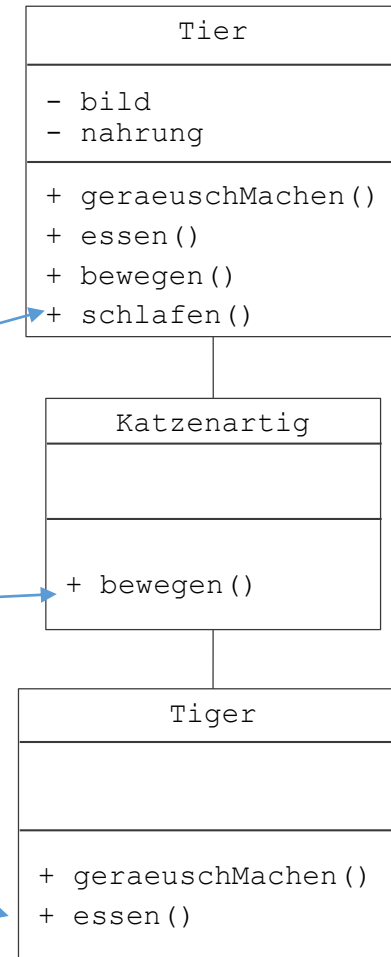 Tier
- bild
- nahrung
+ geraeuschMachen()
+ essen()
+ bewegen()
+ schlafen()
Katzenartig
+ bewegen()
Tiger
+ geraeuschMachen()
+ essen()